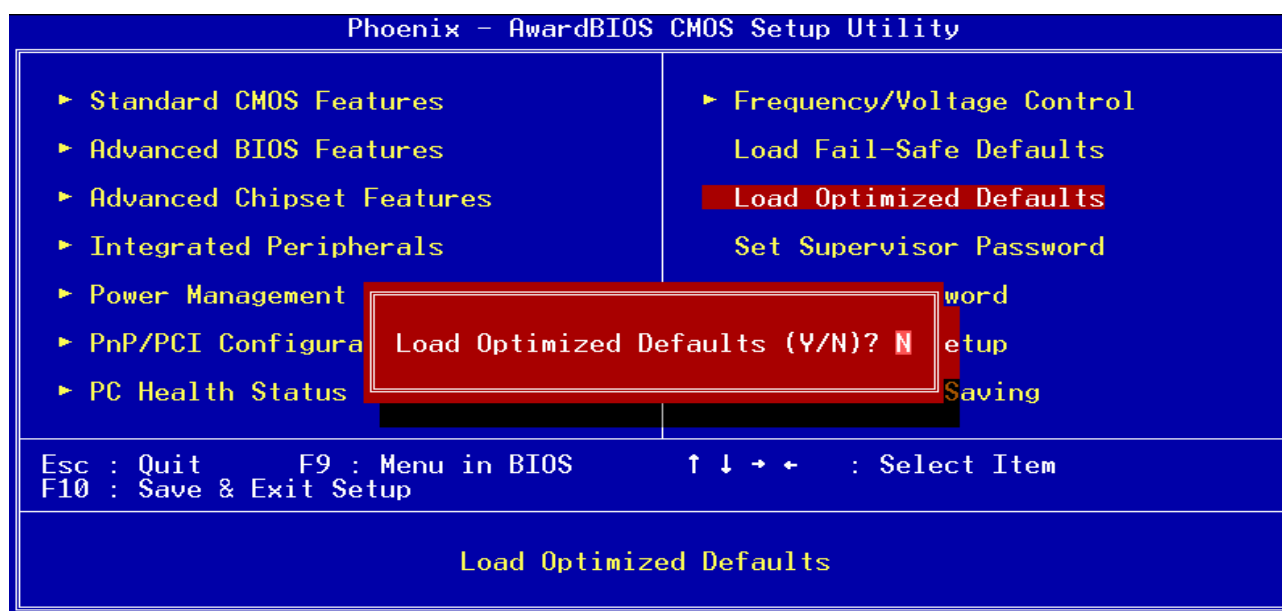 Phoenix - AwardBIOS CMOS Setup Utility
► Standard CMOS Features
► Advanced BIOS Features
► Advanced Chipset Features
► Integrated Peripherals
► Power Management
► PnP/PCI Configura
► PC Health Status
► Frequency/Voltage Control
Load Fail-Safe Defaults
Load Optimized Defaults
Set Supervisor Password
word
etup
Saving
Load Optimized Defaults (Y/N)? N
Esc : Quit F9 : Menu in BIOS ↑ ↓ → ← : Select Item
F10 : Save & Exit Setup
Load Optimized Defaults